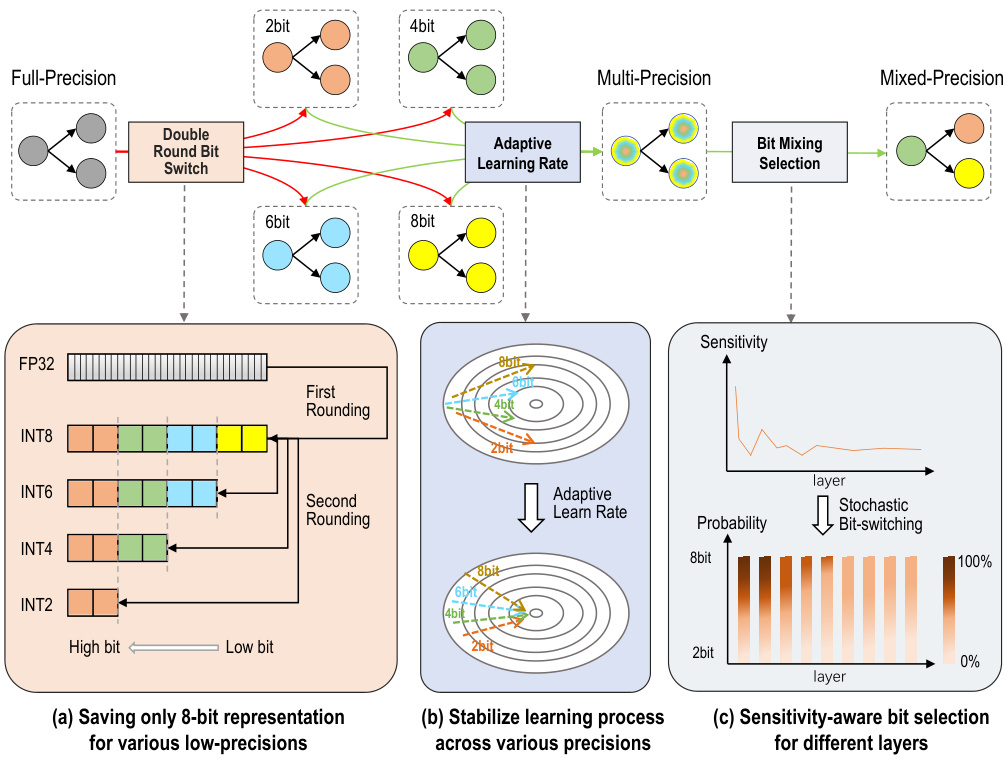 2bit
4bit
Full-Precision
Multi-Precision
Mixed-Precision
Double
Round Bit
Switch
Adaptive
Learning Rate
Bit Mixing
Selection
6bit
8bit
FP32
First
Rounding
INT8
INT6
Second
Rounding
INT4
INT2
High bit
Low bit
8bit
6bit
4bit
2bit
Adaptive
Learn Rate
8bit
6bit
4bit
2bit
Sensitivity
layer
Stochastic
Bit-switching
Probability
8bit
100%
2bit
0%
layer
(a) Saving only 8-bit representation
for various low-precisions
(b) Stabilize learning process
across various precisions
(c) Sensitivity-aware bit selection
for different layers